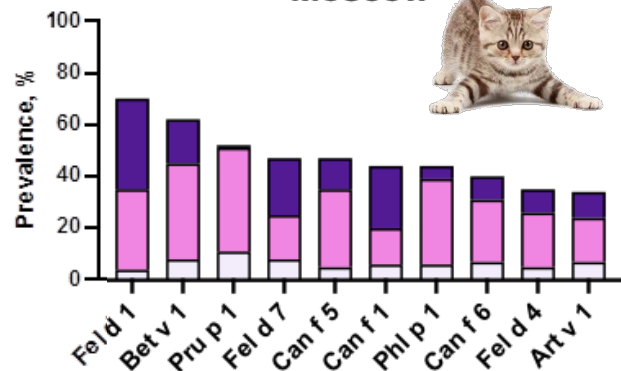 100
80
60
40
20
0
Prevalence, %
Fel d 1
Bet v 1
Pru p 1
Fel d 7
Can f 5
Can f 1
Phl p 1
Can f 6
Fel d 4
Art v 1